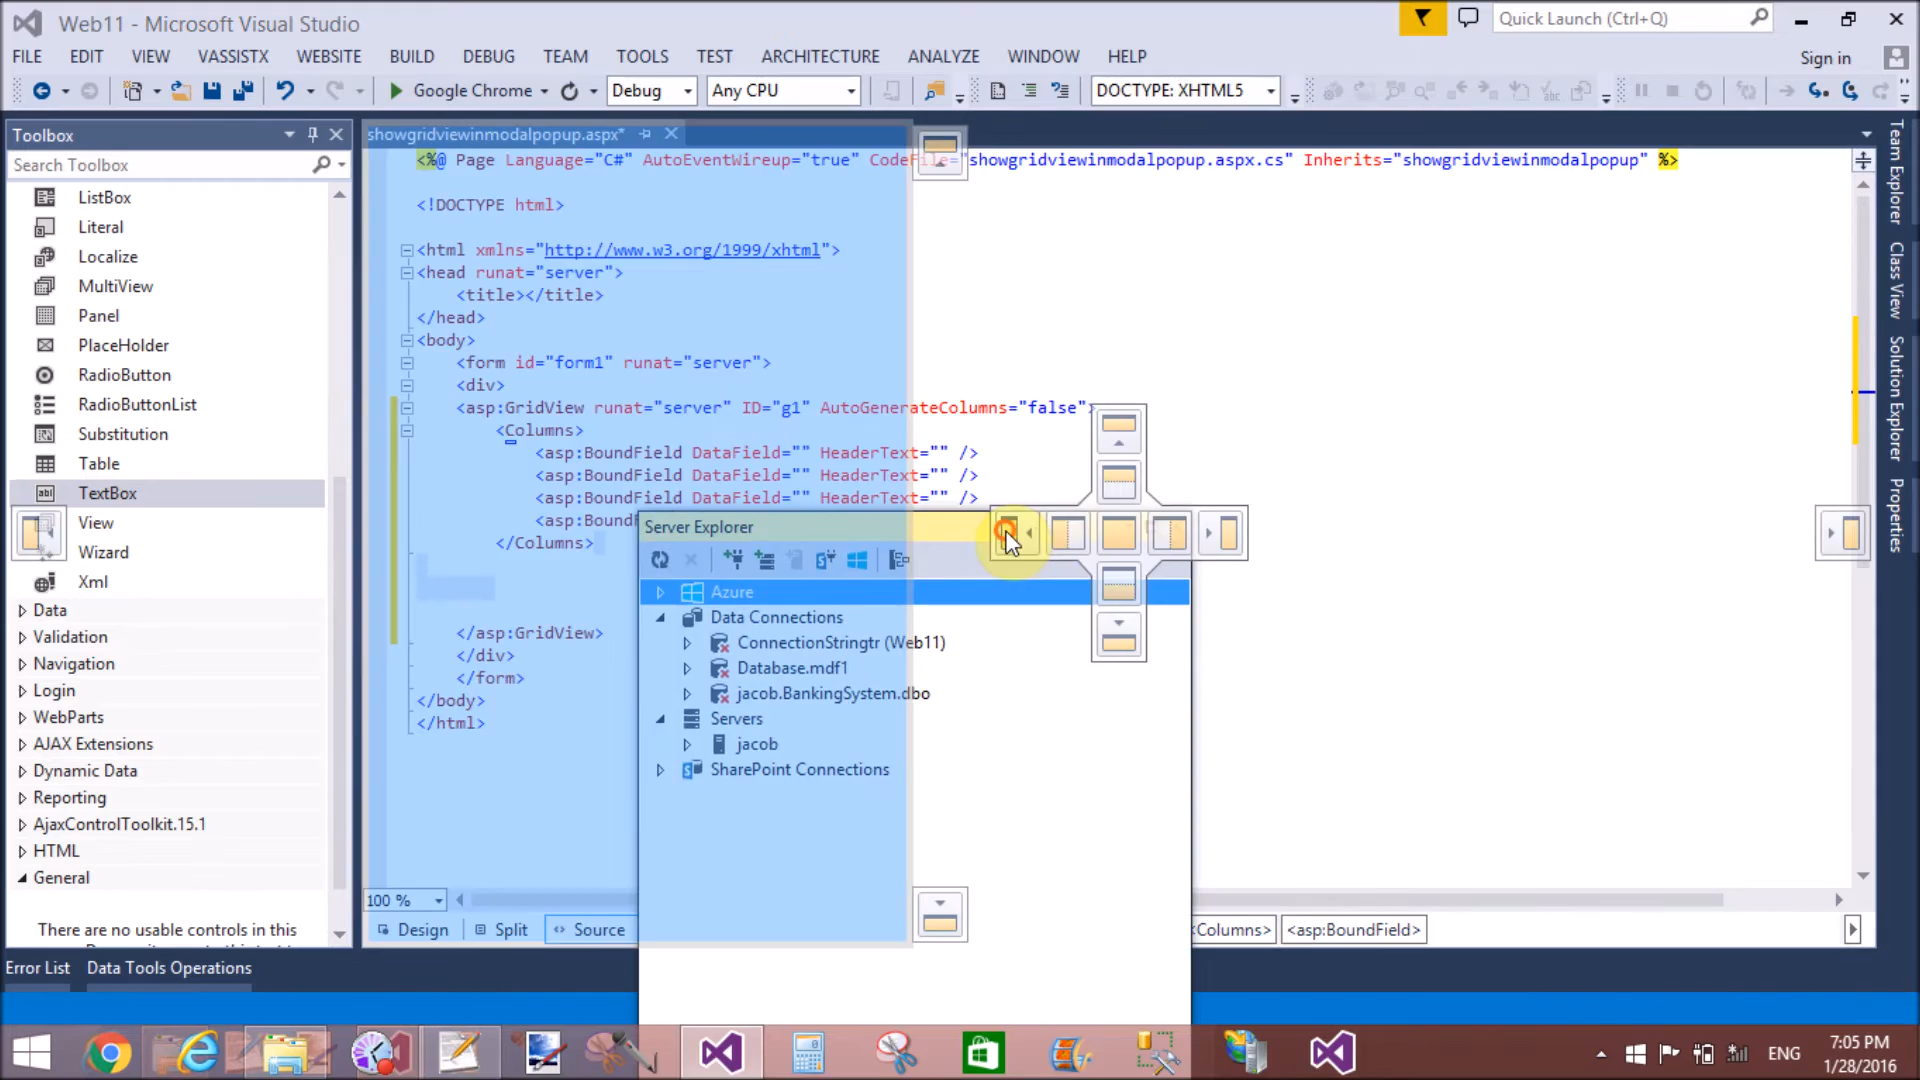 Web11 - Microsoft Visual Studio
Quick Launch (Ctrl+Q)
FILE EDIT VIEW VASSISTX WEBSITE BUILD DEBUG TEAM TOOLS TEST ARCHITECTURE ANALYZE WINDOW HELP
Sign in
Google Chrome Debug Any CPU DOCTYPE: XHTML5
Toolbox
Search Toolbox
ListBox
Literal
Localize
MultiView
Panel
PlaceHolder
RadioButton
RadioButtonList
Substitution
Table
TextBox
View
Wizard
Xml
Data
Validation
Navigation
Login
WebParts
AJAX Extensions
Dynamic Data
Reporting
AjaxControlToolkit.15.1
HTML
General
There are no usable controls in this
showgridviewinmodalpopup.aspx*
<%@ Page Language="C#" AutoEventWireup="true" CodeFile="showgridviewinmodalpopup.aspx.cs" Inherits="showgridviewinmodalpopup" %>
<!DOCTYPE html>
<html xmlns="http://www.w3.org/1999/xhtml">
<head runat="server">
<title></title>
</head>
<body>
<form id="form1" runat="server">
<div>
<asp:GridView runat="server" ID="g1" AutoGenerateColumns="false">
<Columns>
<asp:BoundField DataField="" HeaderText="" />
<asp:BoundField DataField="" HeaderText="" />
<asp:BoundField DataField="" HeaderText="" />
<asp:Bound
</Columns>
</asp:GridView>
</div>
</form>
</body>
</html>
Server Explorer
Azure
Data Connections
ConnectionStringtr (Web11)
Database.mdf1
jacob.BankingSystem.dbo
Servers
jacob
SharePoint Connections
100 %
Design Split Source
<Columns> <asp:BoundField>
Team Explorer
Class View
Solution Explorer
Properties
Error List Data Tools Operations
ENG
7:05 PM
1/28/2016